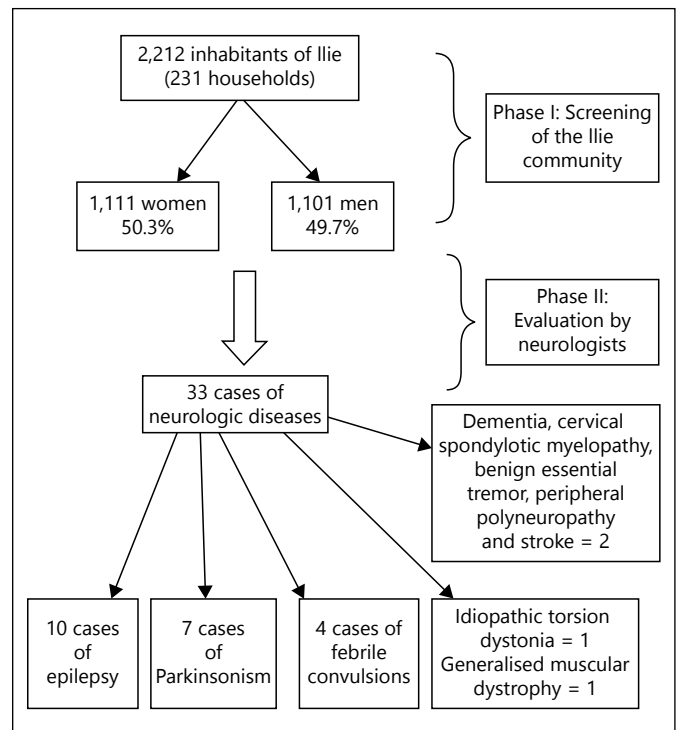 2,212 inhabitants of Ilie
(231 households)
Phase I: Screening
of the Ilie
community
1,111 women
50.3%
1,101 men
49.7%
Phase II:
Evaluation by
neurologists
33 cases of
neurologic diseases
Dementia, cervical
spondylotic myelopathy,
benign essential
tremor, peripheral
polyneuropathy
and stroke = 2
10 cases
of
epilepsy
7 cases
of
Parkinsonism
4 cases of
febrile
convulsions
Idiopathic torsion
dystonia = 1
Generalised muscular
dystrophy = 1